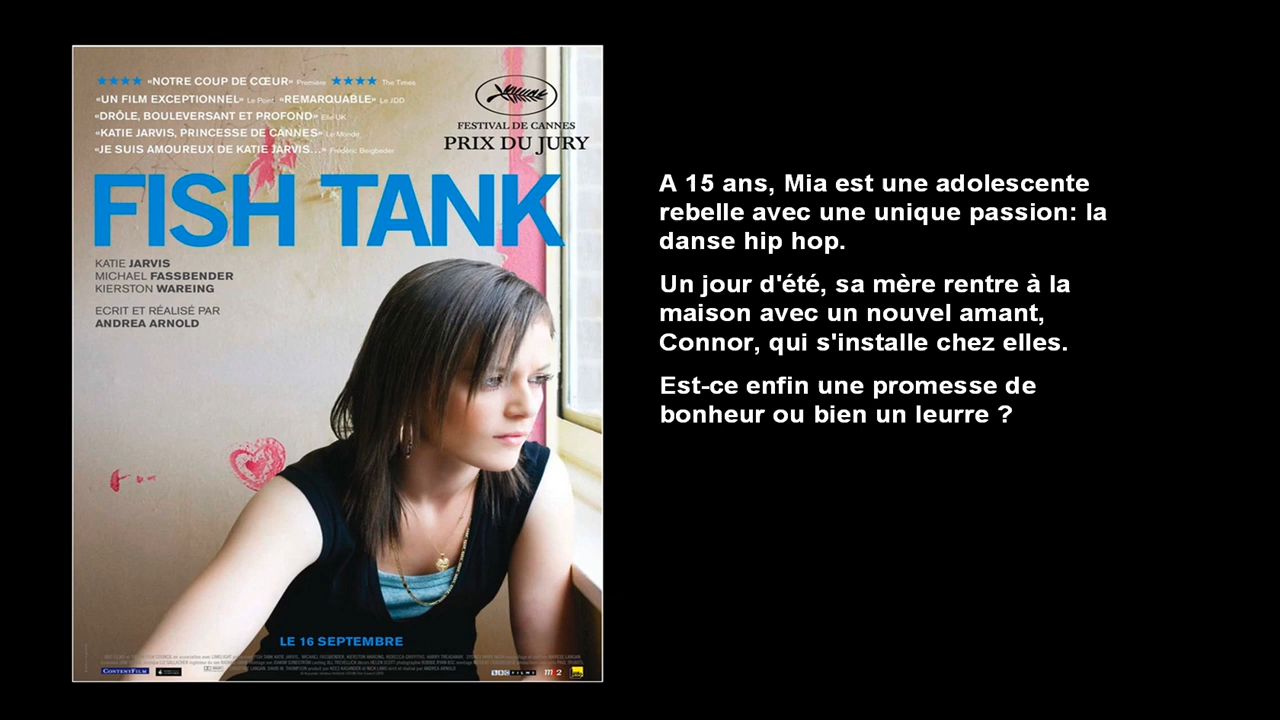 ★★★★ «NOTRE COUP DE CŒUR» Première ★★★★ The Times
«UN FILM EXCEPTIONNEL» Le Point «REMARQUABLE» Le JDD
«DRÔLE, BOULEVERSANT ET PROFOND» Elle UK
«KATIE JARVIS, PRINCESSE DE CANNES» Le Monde
«JE SUIS AMOUREUX DE KATIE JARVIS...» Frédéric Beigbeder
FESTIVAL DE CANNES
PRIX DU JURY
FISH TANK
KATIE JARVIS
MICHAEL FASSBENDER
KIERSTON WAREING
ECRIT ET RÉALISÉ PAR
ANDREA ARNOLD
LE 16 SEPTEMBRE
CONTENTFILM
BBC FILMS
A 15 ans, Mia est une adolescente
rebelle avec une unique passion: la
danse hip hop.
Un jour d'été, sa mère rentre à la
maison avec un nouvel amant,
Connor, qui s'installe chez elles.
Est-ce enfin une promesse de
bonheur ou bien un leurre ?